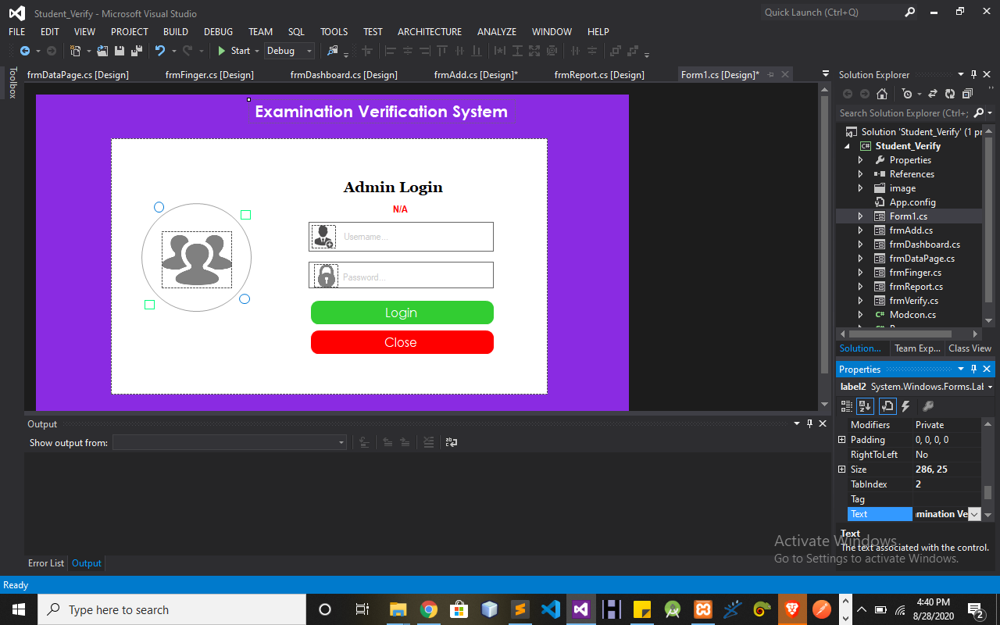 Student_Verify - Microsoft Visual Studio
Quick Launch (Ctrl+Q)
FILE EDIT VIEW PROJECT BUILD DEBUG TEAM SQL TOOLS TEST ARCHITECTURE ANALYZE WINDOW HELP
Start Debug
Toolbox
frmDataPage.cs [Design] frmFinger.cs [Design] frmDashboard.cs [Design] frmAdd.cs [Design]* frmReport.cs [Design] Form1.cs [Design]*
Examination Verification System
Admin Login
N/A
Username...
Password...
Login
Close
Solution Explorer
Search Solution Explorer (Ctrl+;
Solution 'Student_Verify' (1 pr
C# Student_Verify
Properties
References
image
App.config
Form1.cs
frmAdd.cs
frmDashboard.cs
frmDataPage.cs
frmFinger.cs
frmReport.cs
frmVerify.cs
C# Modcon.cs
Solution... Team Exp... Class View
Properties
label2 System.Windows.Forms.Lal
Modifiers Private
Padding 0, 0, 0, 0
RightToLeft No
Size 286, 25
TabIndex 2
Tag
Text mination Ve
Text
The text associated with the control.
Output
Show output from:
Error List Output
Activate Windows
Go to Settings to activate Windows.
Ready
Type here to search
4:40 PM
8/28/2020
2